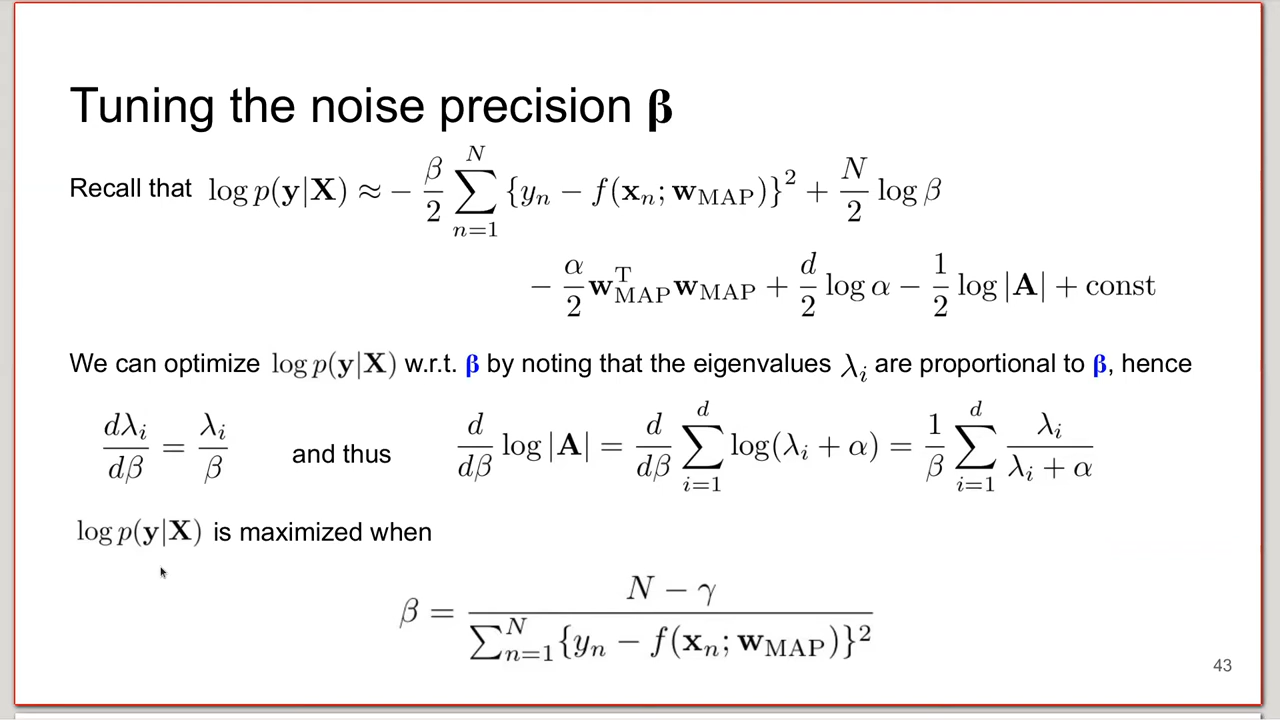 Tuning the noise precision β
Recall that log p(y|X) ≈ − β/2 ∑_{n=1}^{N} {y_n − f(x_n; w_MAP)}² + N/2 log β
− α/2 w_MAP^T w_MAP + d/2 log α − 1/2 log |A| + const
We can optimize log p(y|X) w.r.t. β by noting that the eigenvalues λ_i are proportional to β, hence
dλ_i/dβ = λ_i/β and thus d/dβ log |A| = d/dβ ∑_{i=1}^{d} log(λ_i + α) = 1/β ∑_{i=1}^{d} λ_i/(λ_i + α)
log p(y|X) is maximized when
β = (N − γ)/(∑_{n=1}^{N} {y_n − f(x_n; w_MAP)}²)
43